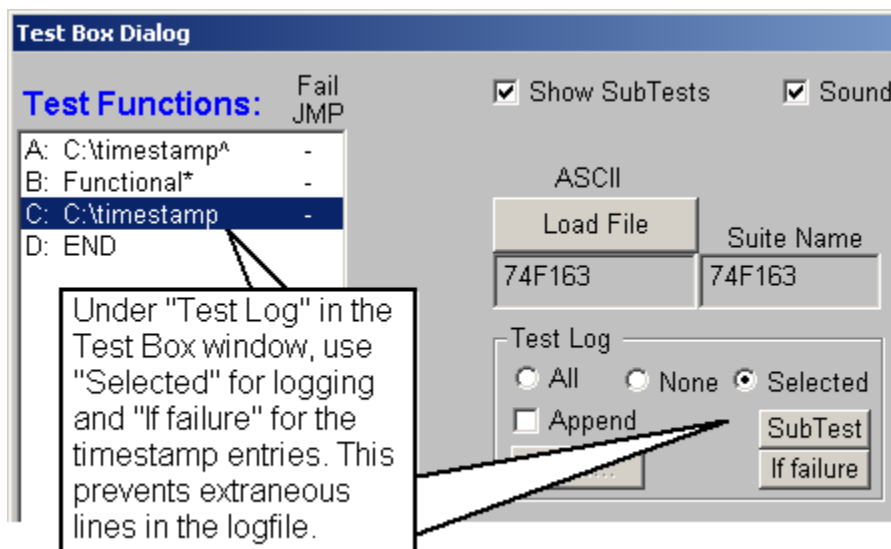 Test Box Dialog
Test Functions:
Fail
JMP
A: C:\timestamp^ -
B: Functional* -
C: C:\timestamp -
D: END
Show SubTests
Sound
ASCII
Load File
Suite Name
74F163
74F163
Test Log
All
None
Selected
Append
SubTest
If failure
Under "Test Log" in the
Test Box window, use
"Selected" for logging
and "If failure" for the
timestamp entries. This
prevents extraneous
lines in the logfile.